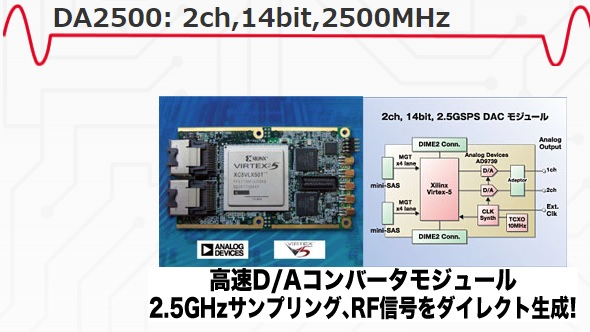 DA2500: 2ch,14bit,2500MHz
XILINX
VIRTEX-5
XC5VLX50T
ANALOG
DEVICES
VIRTEX
5
2ch, 14bit, 2.5GSPS DAC モジュール
DIME2 Conn.
Analog
Output
MGT
x4 lane
Analog Devices
AD9739
mini-SAS
Xilinx
Virtex-5
D/A
D/A
Adaptor
1ch
2ch
MGT
x4 lane
Ext.
Clk
mini-SAS
CLK
Synth
TCXO
10MHz
DIME2 Conn.
高速D/Aコンバータモジュール
2.5GHzサンプリング、RF信号をダイレクト生成!